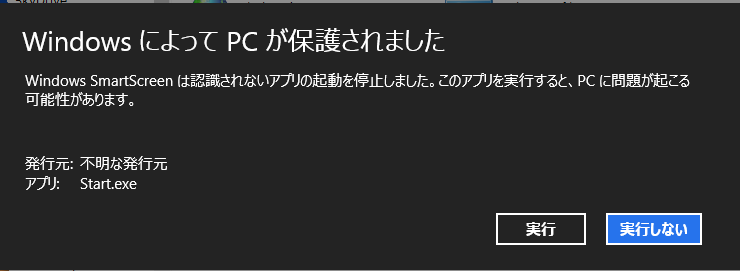 Windows によって PC が保護されました
Windows SmartScreen は認識されないアプリの起動を停止しました。このアプリを実行すると、PC に問題が起こる
可能性があります。
発行元: 不明な発行元
アプリ: Start.exe
実行 実行しない